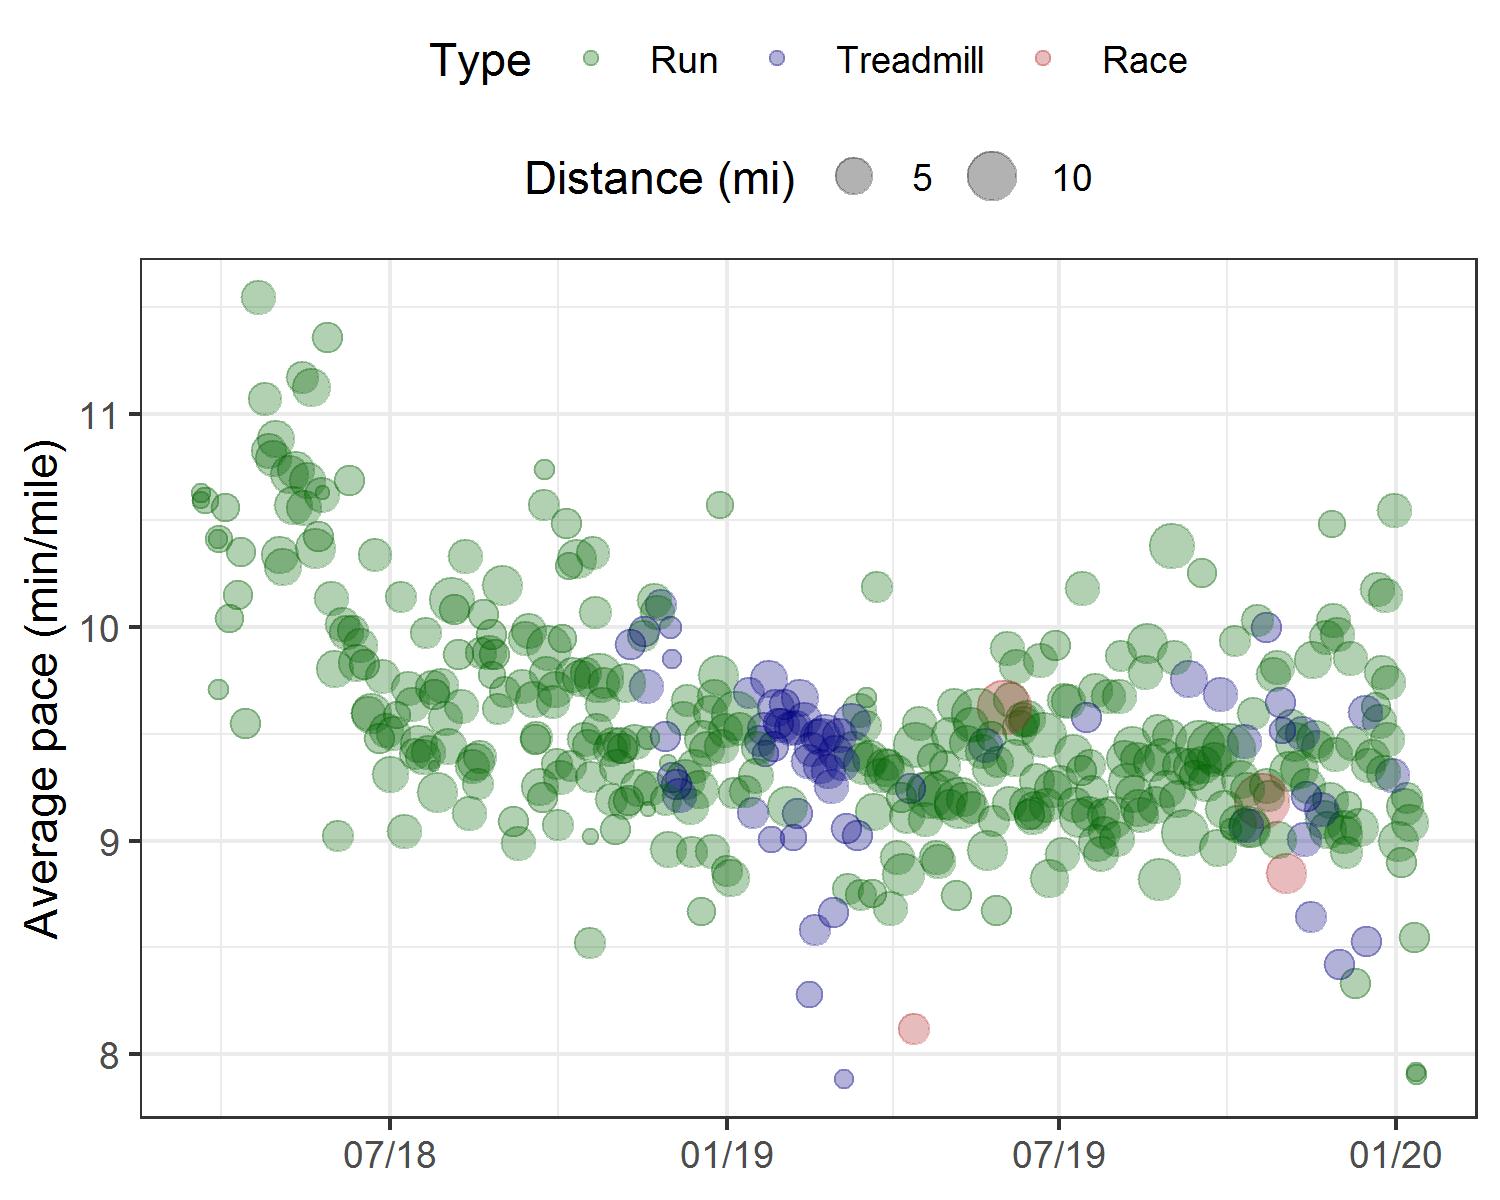 Type Run Treadmill Race
Distance (mi) 5 10
Average pace (min/mile)
11
10
9
8
07/18 01/19 07/19 01/20